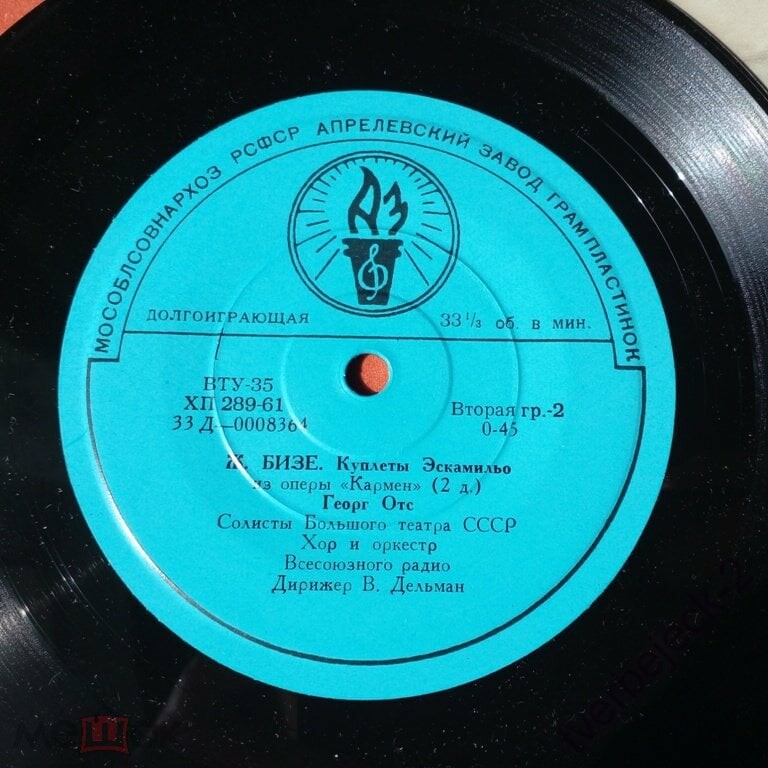 МОСОБЛСОВНАРХОЗ РСФСР АПРЕЛЕВСКИЙ ЗАВОД ГРАМПЛАСТИНОК
АЗ
ДОЛГОИГРАЮЩАЯ 33 1/3 об. в мин.
ВТУ-35
ХП 289-61 Вторая гр.-2
33 Д—0008364 0-45
Ж. БИЗЕ. Куплеты Эскамильо
из оперы «Кармен» (2 д.)
Георг Отс
Солисты Большого театра СССР
Хор и оркестр
Всесоюзного радио
Дирижер В. Дельман